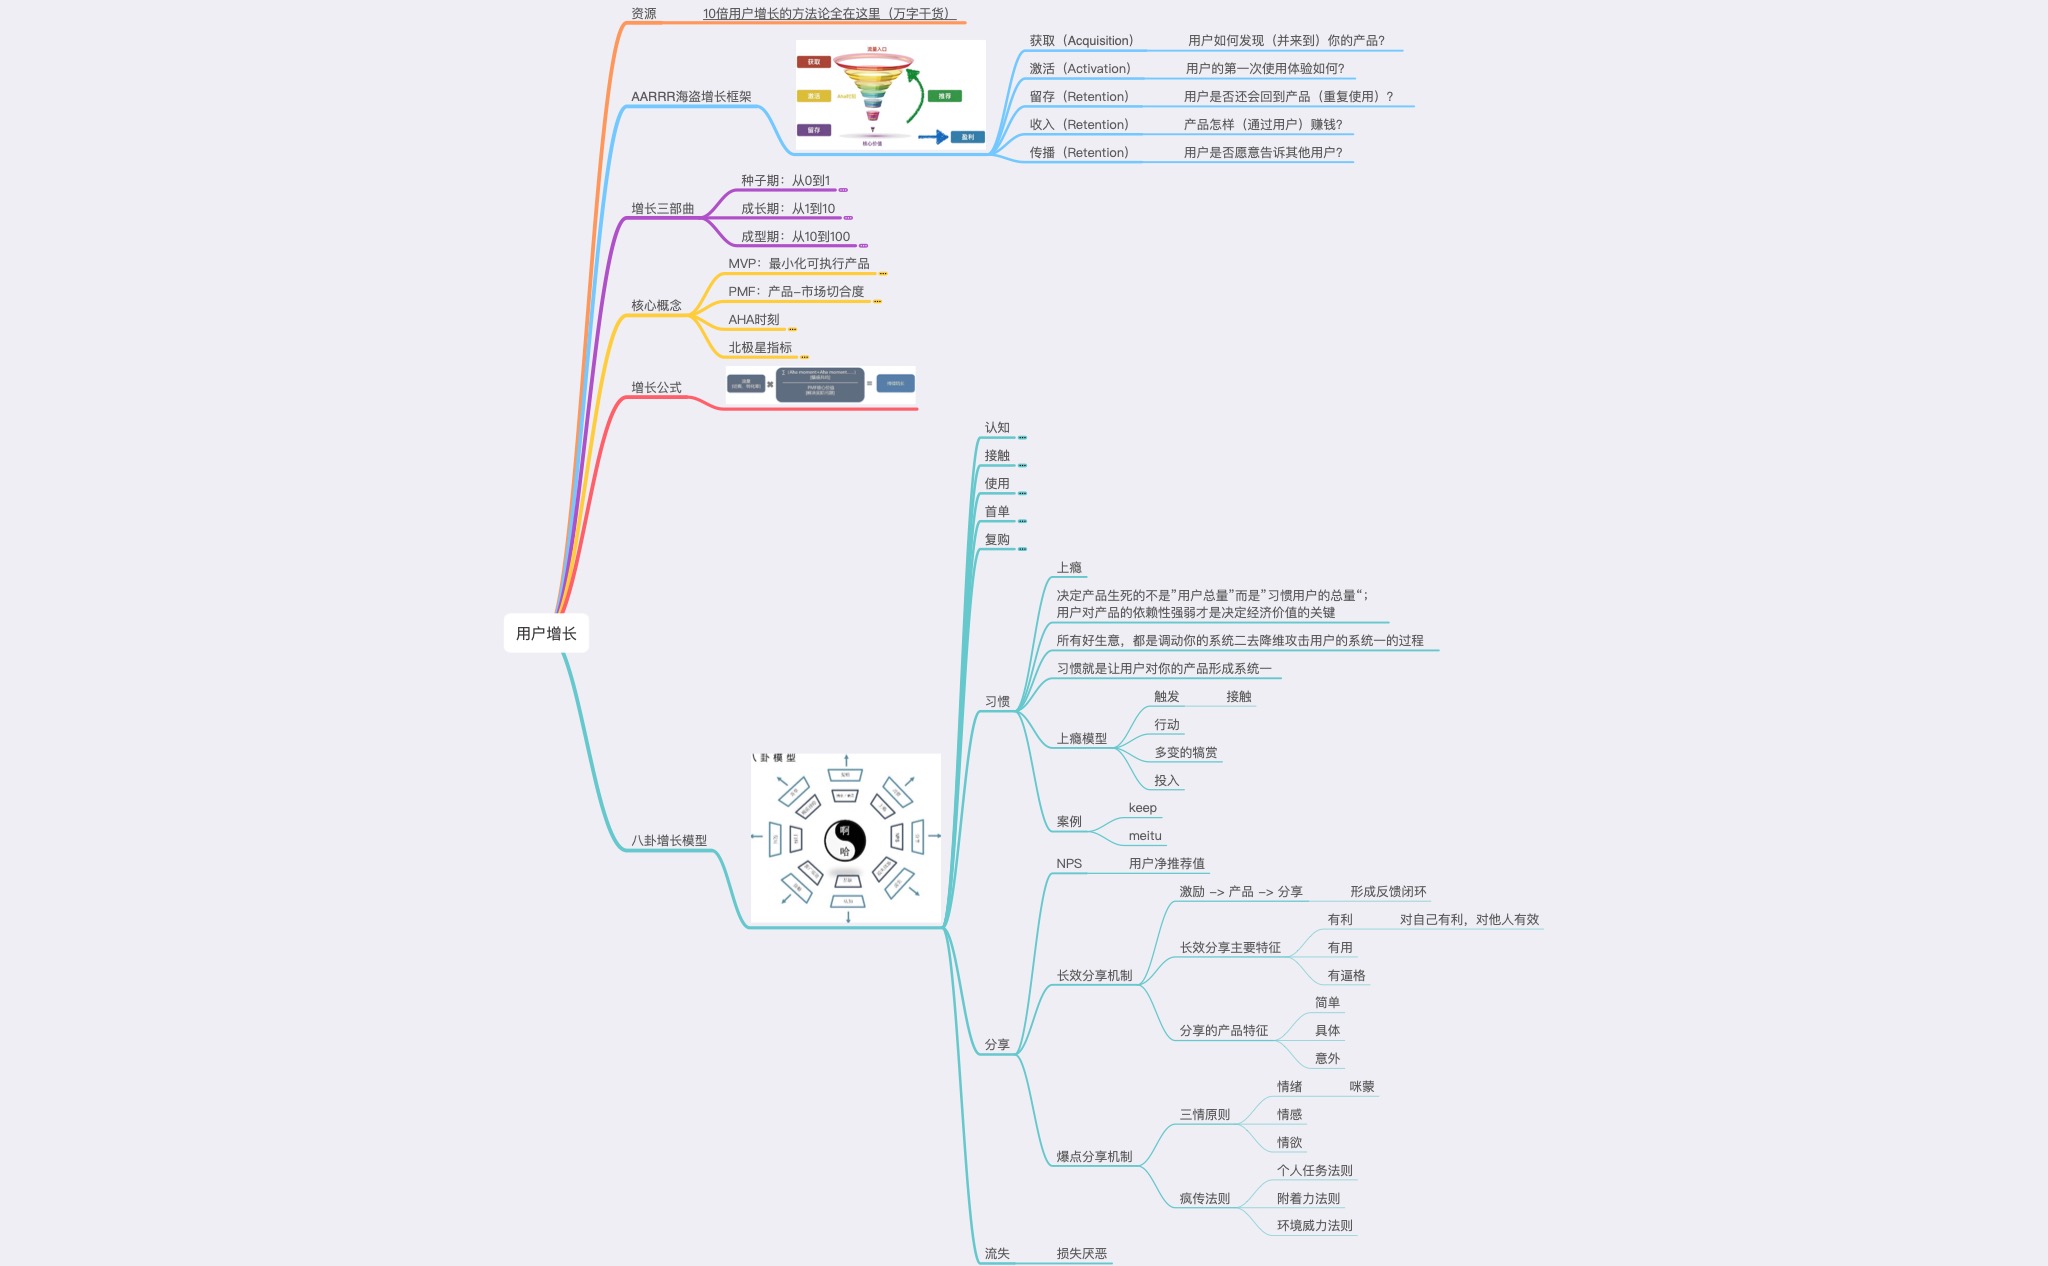 资源
10倍用户增长的方法论全在这里（万字干货）
AARRR海盗增长框架
流量入口
获取
激活
留存
推荐
盈利
核心价值
获取（Acquisition）
用户如何发现（并来到）你的产品？
激活（Activation）
用户的第一次使用体验如何？
留存（Retention）
用户是否还会回到产品（重复使用）？
收入（Retention）
产品怎样（通过用户）赚钱？
传播（Retention）
用户是否愿意告诉其他用户？
增长三部曲
种子期：从0到1
成长期：从1到10
成型期：从10到100
核心概念
MVP：最小化可执行产品
PMF：产品-市场切合度
AHA时刻
北极星指标
增长公式
用户增长
八卦增长模型
卦模型
啊
哈
认知
接触
使用
首单
复购
习惯
上瘾
决定产品生死的不是”用户总量”而是”习惯用户的总量“；
用户对产品的依赖性强弱才是决定经济价值的关键
所有好生意，都是调动你的系统二去降维攻击用户的系统一的过程
习惯就是让用户对你的产品形成系统一
上瘾模型
触发
接触
行动
多变的犒赏
投入
案例
keep
meitu
分享
NPS
用户净推荐值
长效分享机制
激励 -> 产品 -> 分享
形成反馈闭环
长效分享主要特征
有利
对自己有利，对他人有效
有用
有逼格
分享的产品特征
简单
具体
意外
爆点分享机制
三情原则
情绪
咪蒙
情感
情欲
疯传法则
个人任务法则
附着力法则
环境威力法则
流失
损失厌恶